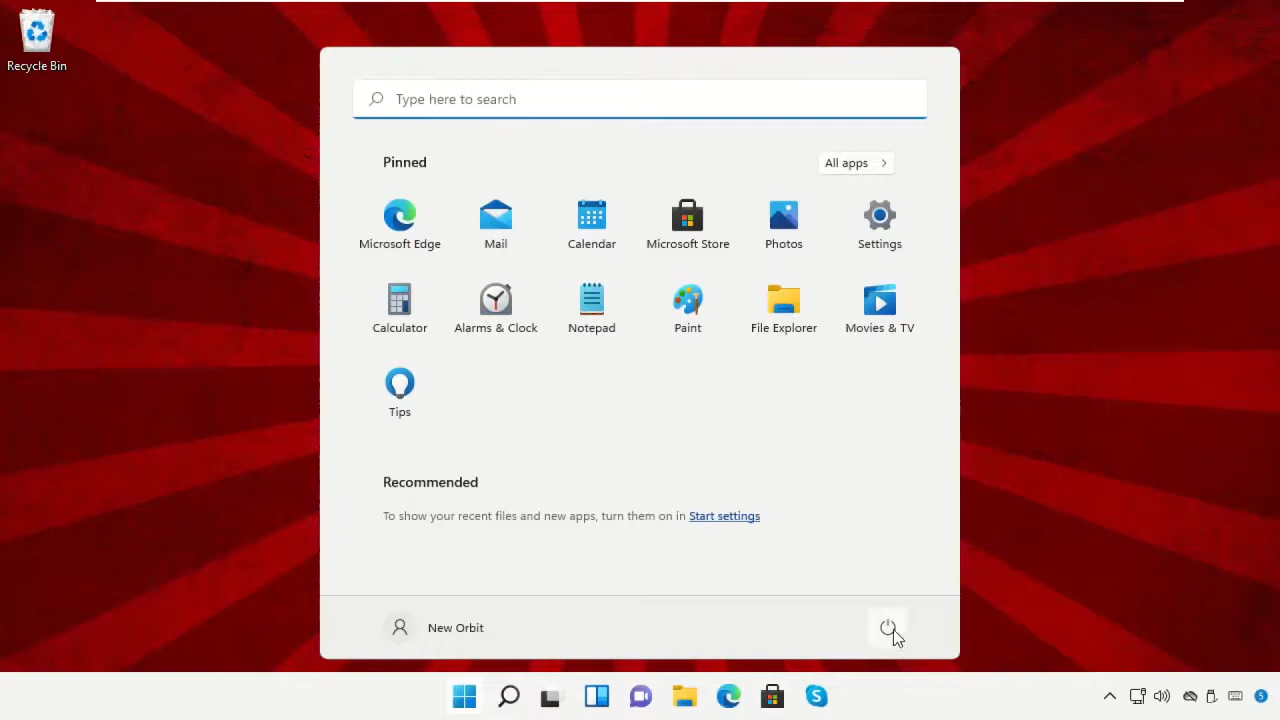 Recycle Bin
Type here to search
Pinned
All apps
Microsoft Edge
Mail
Calendar
Microsoft Store
Photos
Settings
Calculator
Alarms & Clock
Notepad
Paint
File Explorer
Movies & TV
Tips
Recommended
To show your recent files and new apps, turn them on in Start settings
New Orbit
S
5